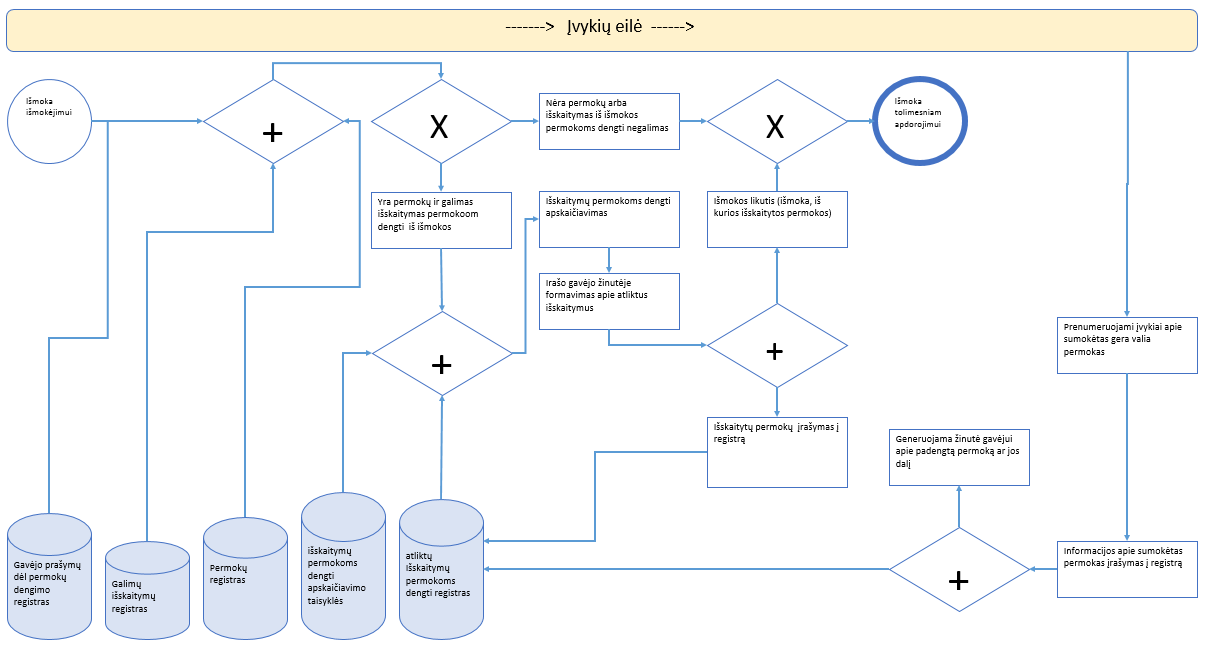 -------> Įvykių eilė ------>
Išmoka
išmokėjimui
+
X
Nėra permokų arba
išskaitymas iš išmokos
permokoms dengti negalimas
X
Išmoka
tolimesniam
apdorojimui
Yra permokų ir galimas
išskaitymas permokoom
dengti iš išmokos
Išskaitymų permokoms dengti
apskaičiavimas
Išmokos likutis (išmoka, iš
kurios išskaitytos permokos)
Irašo gavėjo žinutėje
formavimas apie atliktus
išskaitymus
+
+
Prenumeruojami įvykiai apie
sumokėtas gera valia
permokas
Išskaitytų permokų įrašymas į
registrą
Generuojama žinutė gavėjui
apie padengtą permoką ar jos
dalį
Gavėjo prašymų
dėl permokų
dengimo
registras
Galimų
išskaitymų
registras
Permokų
registras
išskaitymų
permokoms
dengti
apskaičiavimo
taisyklės
atliktų
Išskaitymų
permokoms
dengti registras
+
Informacijos apie sumokėtas
permokas įrašymas į registrą